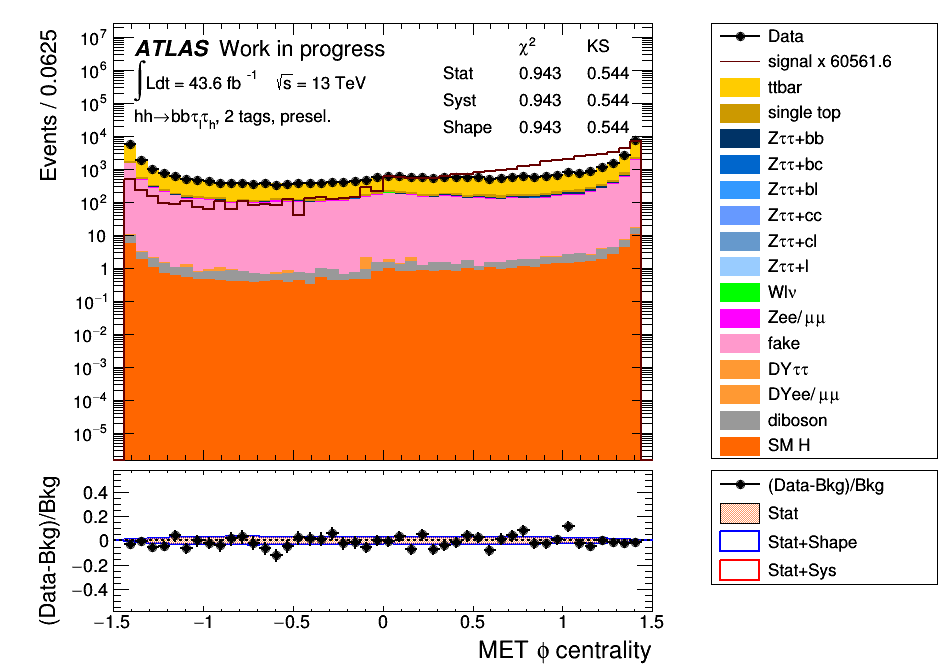 Events / 0.0625
10⁷
10⁶
10⁵
10⁴
10³
10²
10
1
10⁻¹
10⁻²
10⁻³
10⁻⁴
10⁻⁵
ATLAS Work in progress
∫Ldt = 43.6 fb⁻¹ √s = 13 TeV
hh→bbτₗτₕ, 2 tags, presel.
χ² KS
Stat 0.943 0.544
Syst 0.943 0.544
Shape 0.943 0.544
Data
signal x 60561.6
ttbar
single top
Zττ+bb
Zττ+bc
Zττ+bl
Zττ+cc
Zττ+cl
Zττ+l
Wlν
Zee/μμ
fake
DYττ
DYee/μμ
diboson
SM H
(Data-Bkg)/Bkg
0.4
0.2
0
−0.2
−0.4
−1.5 −1 −0.5 0 0.5 1 1.5
MET ϕ centrality
(Data-Bkg)/Bkg
Stat
Stat+Shape
Stat+Sys